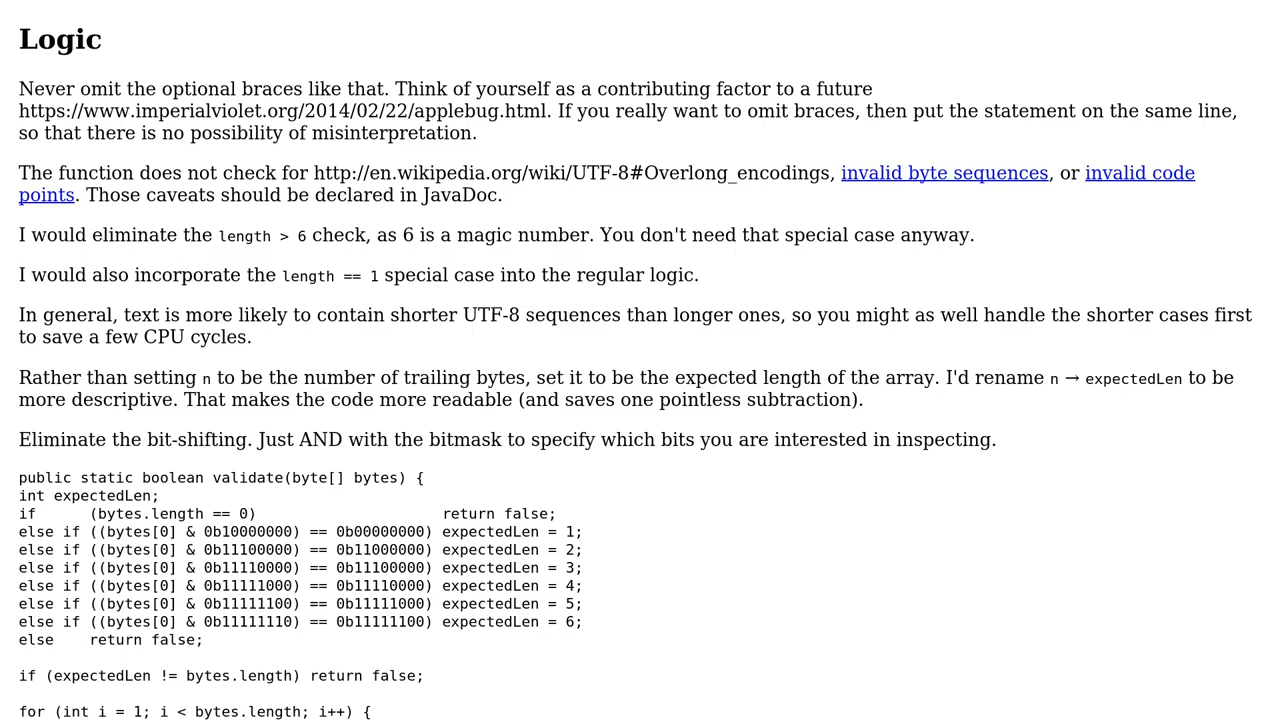 Logic
Never omit the optional braces like that. Think of yourself as a contributing factor to a future
https://www.imperialviolet.org/2014/02/22/applebug.html. If you really want to omit braces, then put the statement on the same line,
so that there is no possibility of misinterpretation.
The function does not check for http://en.wikipedia.org/wiki/UTF-8#Overlong_encodings, invalid byte sequences, or invalid code
points. Those caveats should be declared in JavaDoc.
I would eliminate the length > 6 check, as 6 is a magic number. You don't need that special case anyway.
I would also incorporate the length == 1 special case into the regular logic.
In general, text is more likely to contain shorter UTF-8 sequences than longer ones, so you might as well handle the shorter cases first
to save a few CPU cycles.
Rather than setting n to be the number of trailing bytes, set it to be the expected length of the array. I'd rename n → expectedLen to be
more descriptive. That makes the code more readable (and saves one pointless subtraction).
Eliminate the bit-shifting. Just AND with the bitmask to specify which bits you are interested in inspecting.
public static boolean validate(byte[] bytes) {
int expectedLen;
if      (bytes.length == 0)                     return false;
else if ((bytes[0] & 0b10000000) == 0b00000000) expectedLen = 1;
else if ((bytes[0] & 0b11100000) == 0b11000000) expectedLen = 2;
else if ((bytes[0] & 0b11110000) == 0b11100000) expectedLen = 3;
else if ((bytes[0] & 0b11111000) == 0b11110000) expectedLen = 4;
else if ((bytes[0] & 0b11111100) == 0b11111000) expectedLen = 5;
else if ((bytes[0] & 0b11111110) == 0b11111100) expectedLen = 6;
else    return false;
if (expectedLen != bytes.length) return false;
for (int i = 1; i < bytes.length; i++) {